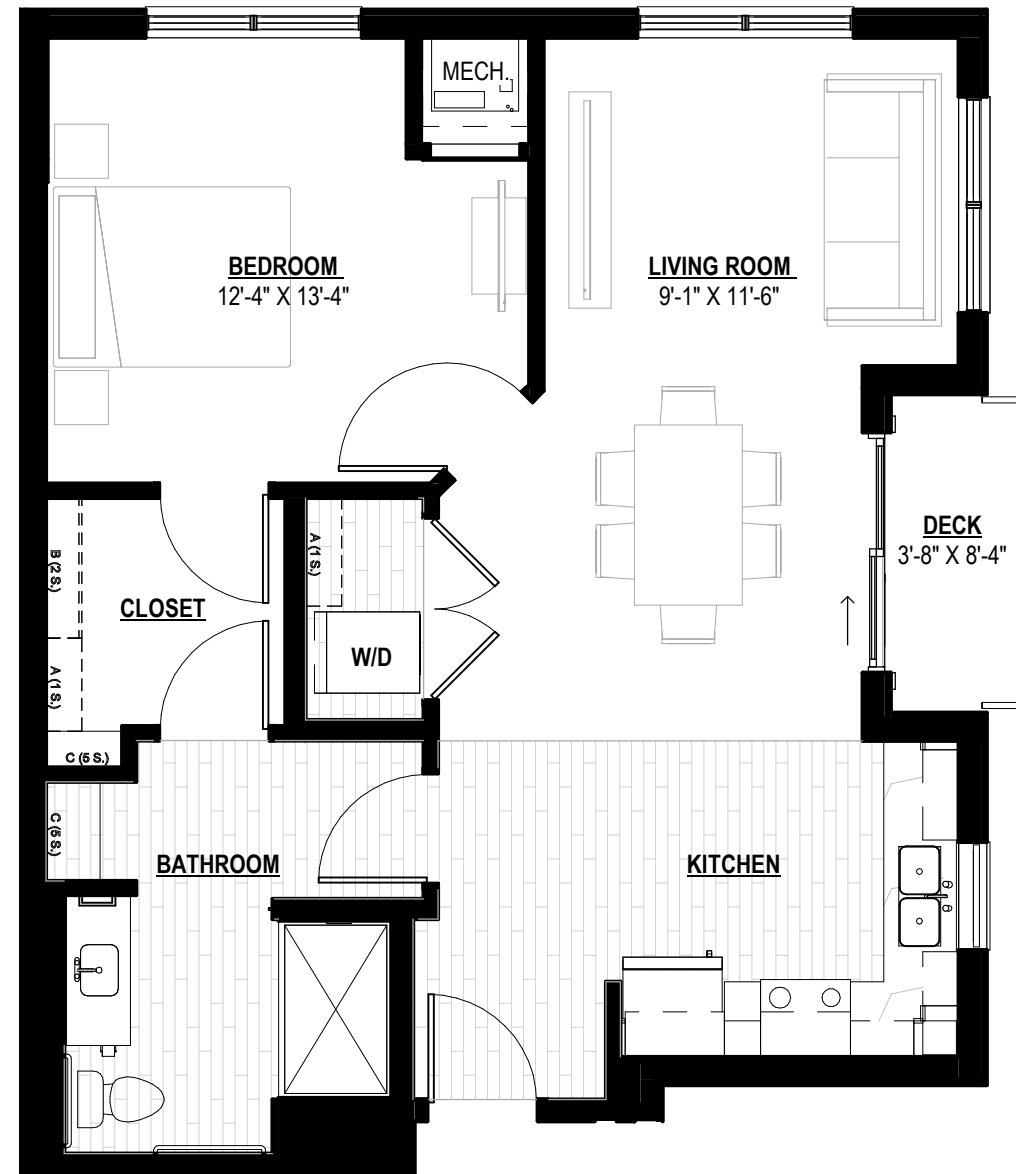 MECH.
BEDROOM
12'-4" X 13'-4"
LIVING ROOM
9'-1" X 11'-6"
DECK
3'-8" X 8'-4"
A (1 S.)
B (2 S.)
CLOSET
W/D
A (1 S.)
C (5 S.)
C (5 S.)
BATHROOM
KITCHEN